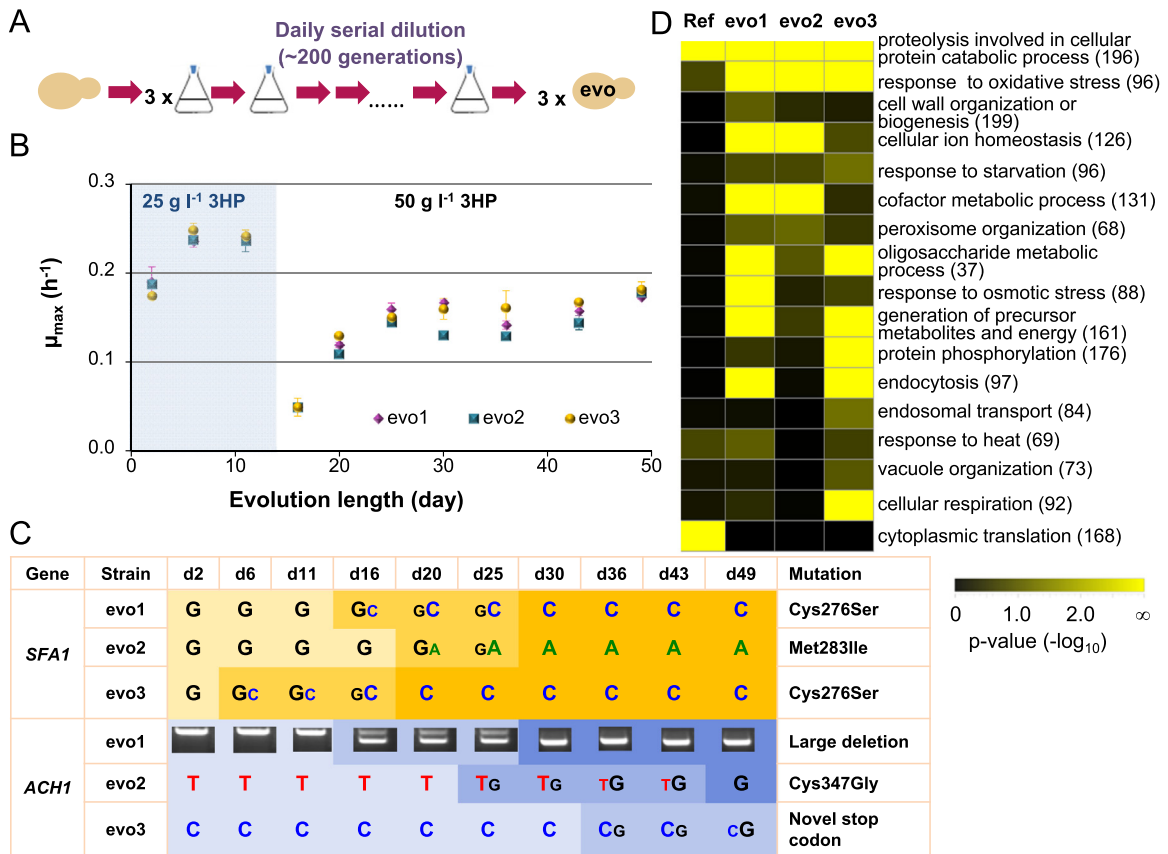 A
Daily serial dilution
(~200 generations)
3 x
......
3 x
evo
B
0.3
0.2
0.1
0.0
μmax (h-1)
25 g l-1 3HP
50 g l-1 3HP
evo1
evo2
evo3
0
10
20
30
40
50
Evolution length (day)
C
Gene Strain d2 d6 d11 d16 d20 d25 d30 d36 d43 d49 Mutation
SFA1
evo1 G G G GC GC GC C C C C Cys276Ser
evo2 G G G G GA GA A A A A Met283Ile
evo3 G GC GC GC C C C C C C Cys276Ser
ACH1
evo1 Large deletion
evo2 T T T T T TG TG TG TG G Cys347Gly
evo3 C C C C C C C CG CG CG Novel stop
codon
D
Ref evo1 evo2 evo3
proteolysis involved in cellular
protein catabolic process (196)
response to oxidative stress (96)
cell wall organization or
biogenesis (199)
cellular ion homeostasis (126)
response to starvation (96)
cofactor metabolic process (131)
peroxisome organization (68)
oligosaccharide metabolic
process (37)
response to osmotic stress (88)
generation of precursor
metabolites and energy (161)
protein phosphorylation (176)
endocytosis (97)
endosomal transport (84)
response to heat (69)
vacuole organization (73)
cellular respiration (92)
cytoplasmic translation (168)
0 1.0 2.0 ∞
p-value (-log10)